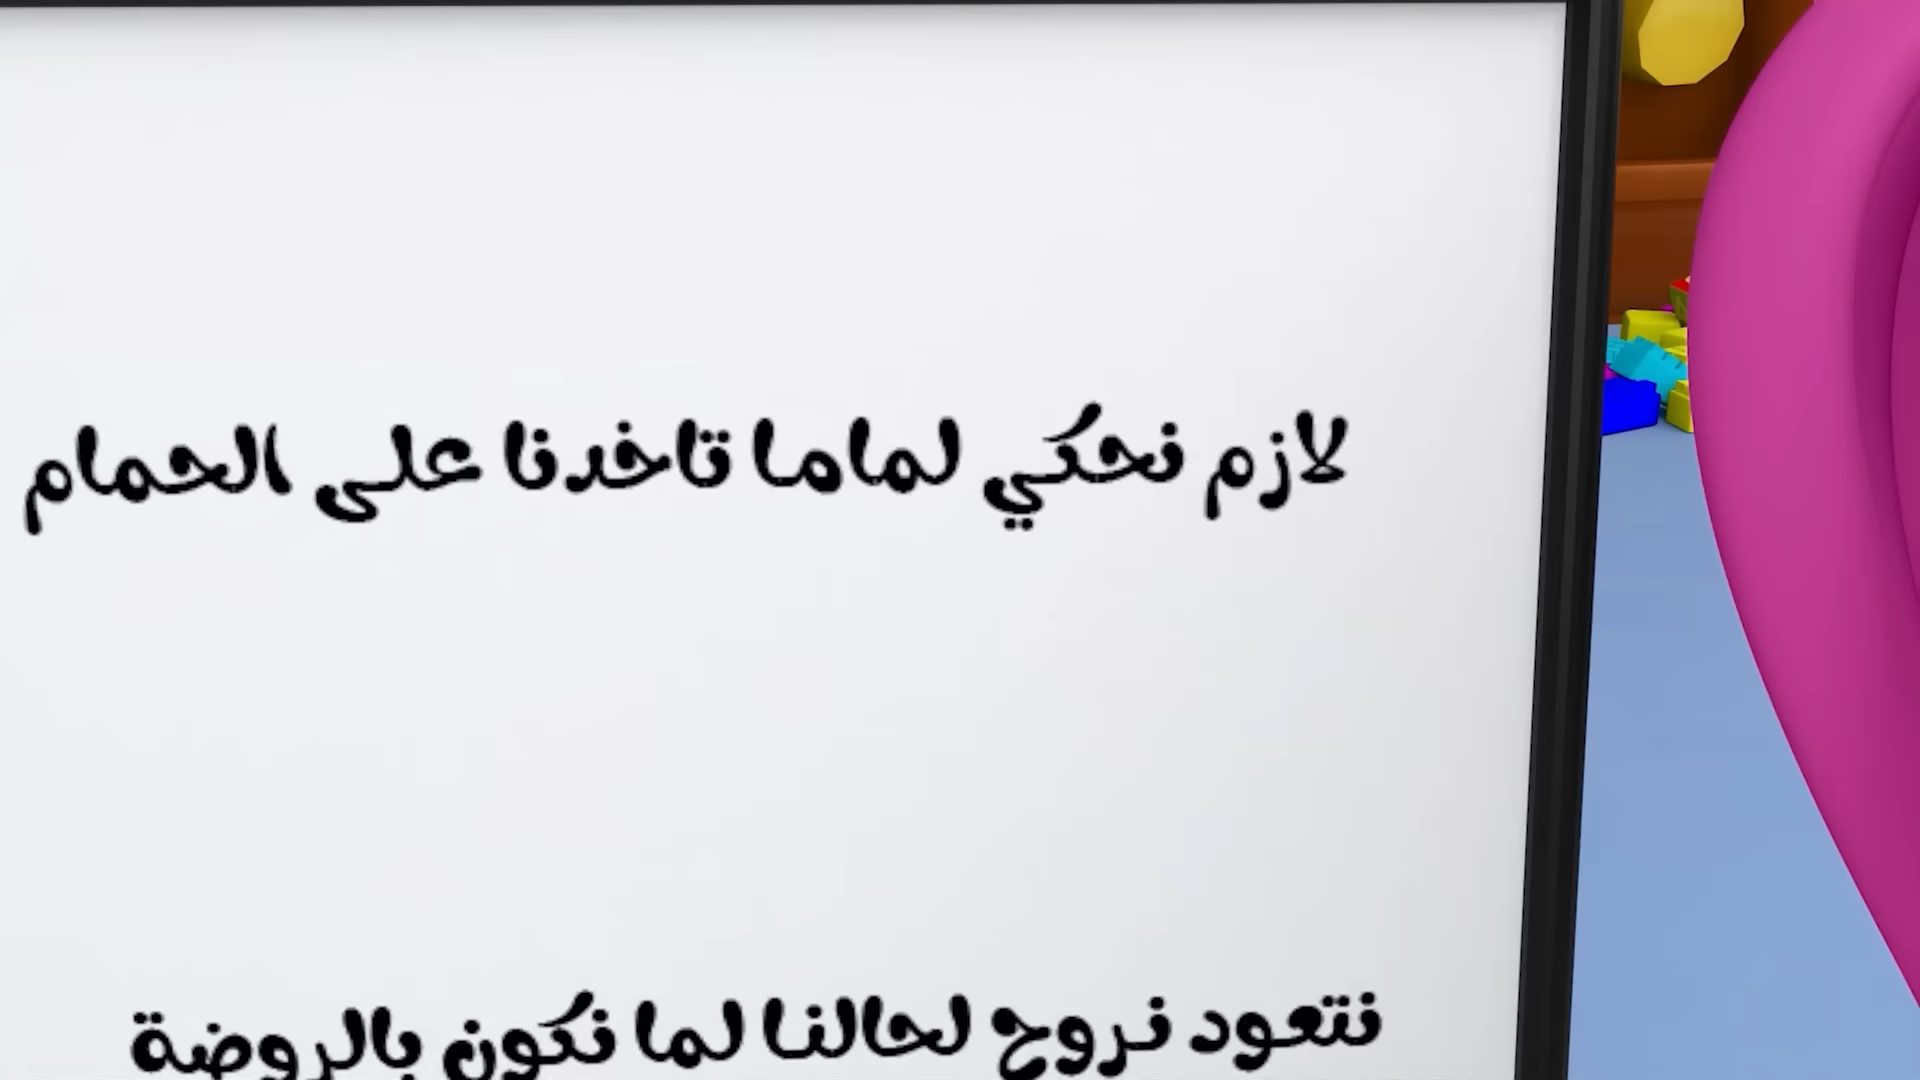 لازم نحكي لماما تاخدنا على الحمام
نتعود نروح لحالنا لما نكون بالروضة